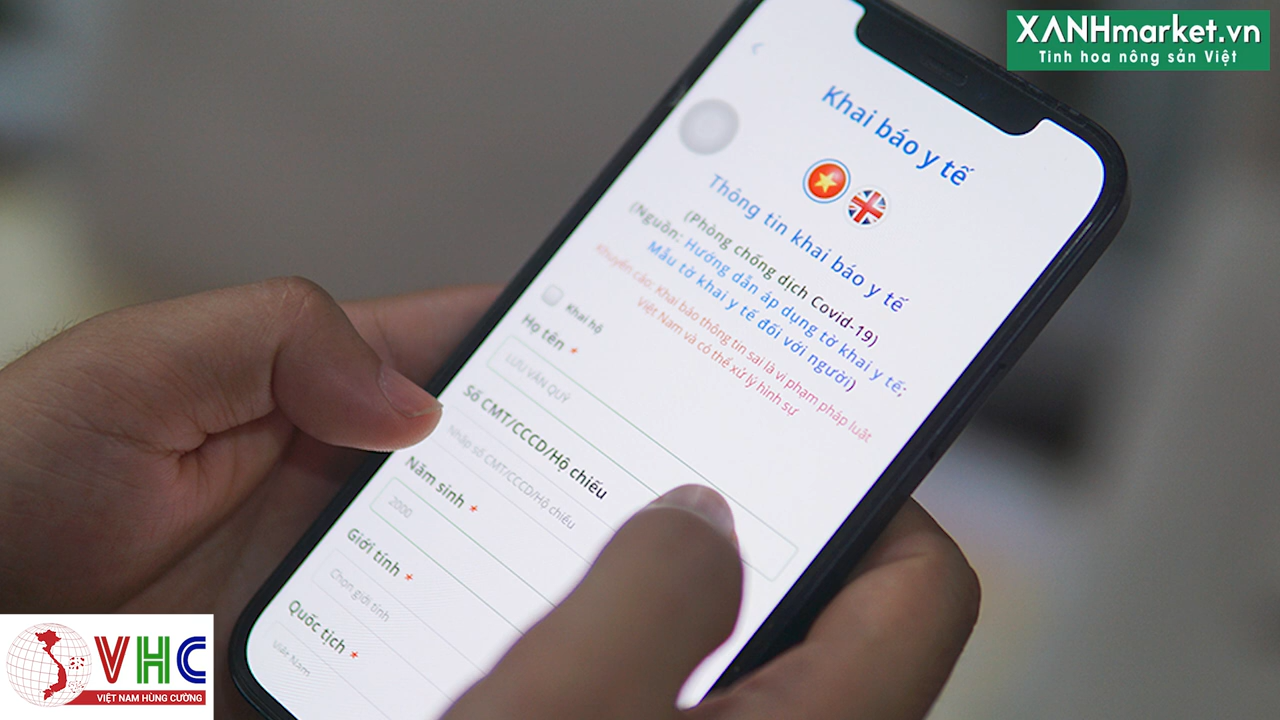 XANHmarket.vn
Tinh hoa nông sản Việt
Khai báo y tế
Thông tin khai báo y tế
(Phòng chống dịch Covid-19)
(Nguồn: Hướng dẫn áp dụng tờ khai y tế;
Mẫu tờ khai y tế đối với người)
Khuyến cáo: Khai báo thông tin sai là vi phạm pháp luật
Việt Nam và có thể xử lý hình sự
Khai hộ
Họ tên *
LƯU VĂN QUÝ
Số CMT/CCCD/Hộ chiếu
Nhập số CMT/CCCD/Hộ chiếu
Năm sinh *
2000
Giới tính *
Chọn giới tính
Quốc tịch *
Việt Nam
VHC
VIỆT NAM HÙNG CƯỜNG